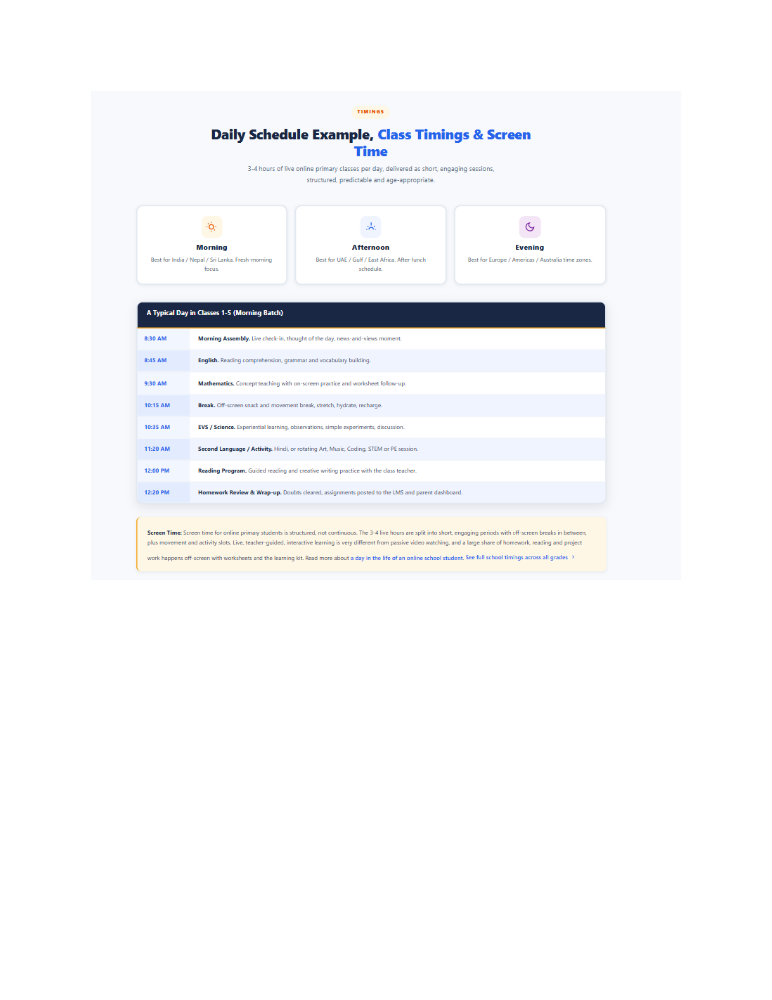 TIMINGS
Daily Schedule Example, Class Timings & Screen
Time
3-4 hours of live online primary classes per day, delivered as short, engaging sessions,
structured, predictable and age-appropriate.
Morning
Best for India / Nepal / Sri Lanka. Fresh-morning
focus.
Afternoon
Best for UAE / Gulf / East Africa. After-lunch
schedule.
Evening
Best for Europe / Americas / Australia time zones.
A Typical Day in Classes 1-5 (Morning Batch)
8:30 AM Morning Assembly. Live check-in, thought of the day, news-and-views moment.
8:45 AM English. Reading comprehension, grammar and vocabulary building.
9:30 AM Mathematics. Concept teaching with on-screen practice and worksheet follow-up.
10:15 AM Break. Off-screen snack and movement break, stretch, hydrate, recharge.
10:35 AM EVS / Science. Experiential learning, observations, simple experiments, discussion.
11:20 AM Second Language / Activity. Hindi, or rotating Art, Music, Coding, STEM or PE session.
12:00 PM Reading Program. Guided reading and creative writing practice with the class teacher.
12:20 PM Homework Review & Wrap-up. Doubts cleared, assignments posted to the LMS and parent dashboard.
Screen Time: Screen time for online primary students is structured, not continuous. The 3-4 live hours are split into short, engaging periods with off-screen breaks in between,
plus movement and activity slots. Live, teacher-guided, interactive learning is very different from passive video watching, and a large share of homework, reading and project
work happens off-screen with worksheets and the learning kit. Read more about a day in the life of an online school student. See full school timings across all grades ›